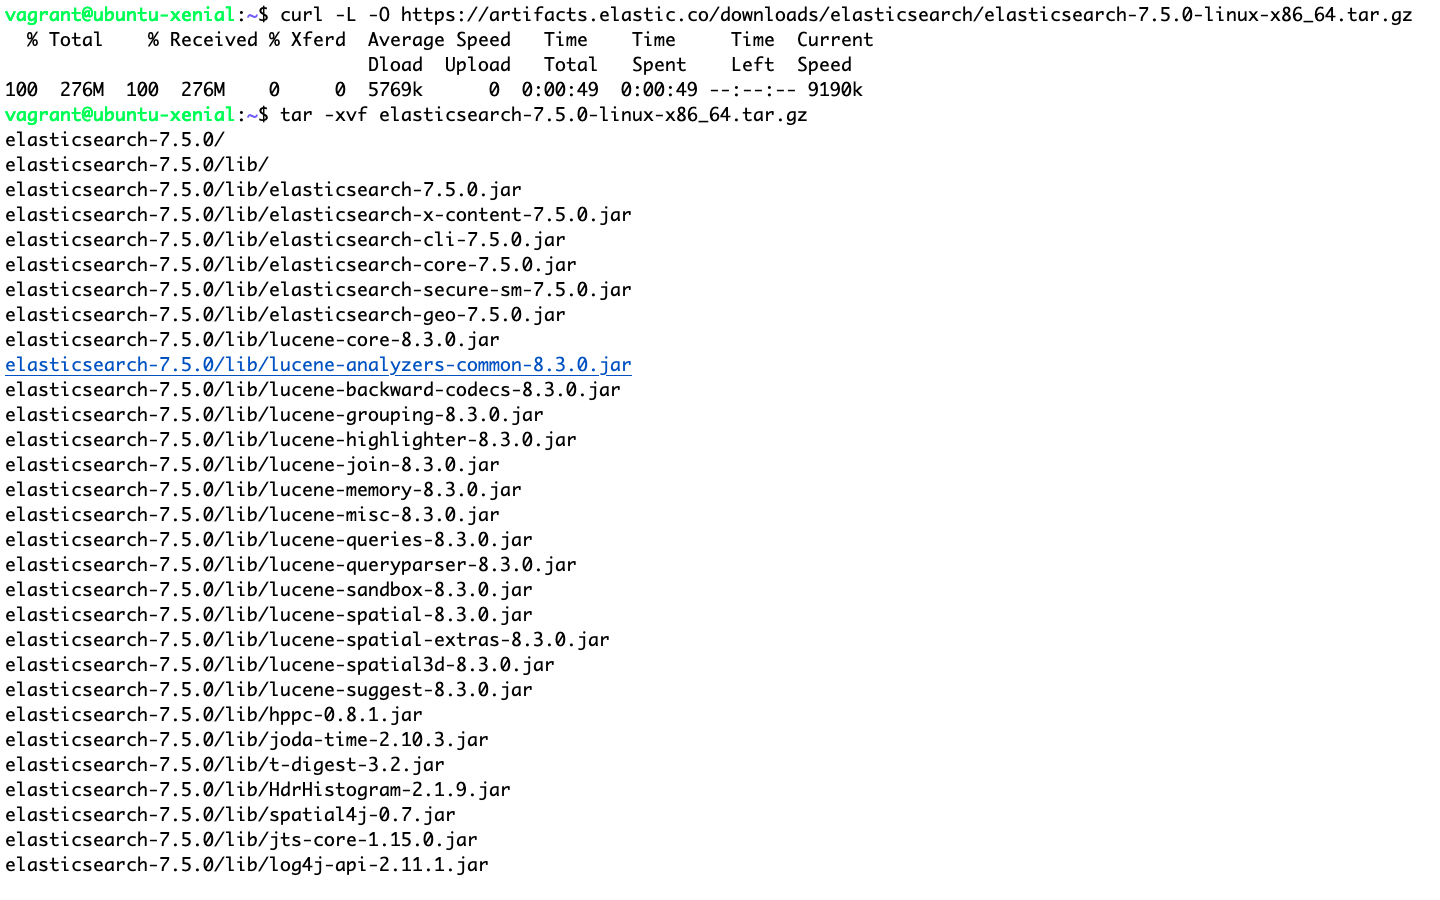 vagrant@ubuntu-xenial:~$ curl -L -O https://artifacts.elastic.co/downloads/elasticsearch/elasticsearch-7.5.0-linux-x86_64.tar.gz
  % Total    % Received % Xferd  Average Speed   Time    Time     Time  Current
                                 Dload  Upload   Total   Spent    Left  Speed
100  276M  100  276M    0     0  5769k      0  0:00:49  0:00:49 --:--:-- 9190k
vagrant@ubuntu-xenial:~$ tar -xvf elasticsearch-7.5.0-linux-x86_64.tar.gz
elasticsearch-7.5.0/
elasticsearch-7.5.0/lib/
elasticsearch-7.5.0/lib/elasticsearch-7.5.0.jar
elasticsearch-7.5.0/lib/elasticsearch-x-content-7.5.0.jar
elasticsearch-7.5.0/lib/elasticsearch-cli-7.5.0.jar
elasticsearch-7.5.0/lib/elasticsearch-core-7.5.0.jar
elasticsearch-7.5.0/lib/elasticsearch-secure-sm-7.5.0.jar
elasticsearch-7.5.0/lib/elasticsearch-geo-7.5.0.jar
elasticsearch-7.5.0/lib/lucene-core-8.3.0.jar
elasticsearch-7.5.0/lib/lucene-analyzers-common-8.3.0.jar
elasticsearch-7.5.0/lib/lucene-backward-codecs-8.3.0.jar
elasticsearch-7.5.0/lib/lucene-grouping-8.3.0.jar
elasticsearch-7.5.0/lib/lucene-highlighter-8.3.0.jar
elasticsearch-7.5.0/lib/lucene-join-8.3.0.jar
elasticsearch-7.5.0/lib/lucene-memory-8.3.0.jar
elasticsearch-7.5.0/lib/lucene-misc-8.3.0.jar
elasticsearch-7.5.0/lib/lucene-queries-8.3.0.jar
elasticsearch-7.5.0/lib/lucene-queryparser-8.3.0.jar
elasticsearch-7.5.0/lib/lucene-sandbox-8.3.0.jar
elasticsearch-7.5.0/lib/lucene-spatial-8.3.0.jar
elasticsearch-7.5.0/lib/lucene-spatial-extras-8.3.0.jar
elasticsearch-7.5.0/lib/lucene-spatial3d-8.3.0.jar
elasticsearch-7.5.0/lib/lucene-suggest-8.3.0.jar
elasticsearch-7.5.0/lib/hppc-0.8.1.jar
elasticsearch-7.5.0/lib/joda-time-2.10.3.jar
elasticsearch-7.5.0/lib/t-digest-3.2.jar
elasticsearch-7.5.0/lib/HdrHistogram-2.1.9.jar
elasticsearch-7.5.0/lib/spatial4j-0.7.jar
elasticsearch-7.5.0/lib/jts-core-1.15.0.jar
elasticsearch-7.5.0/lib/log4j-api-2.11.1.jar